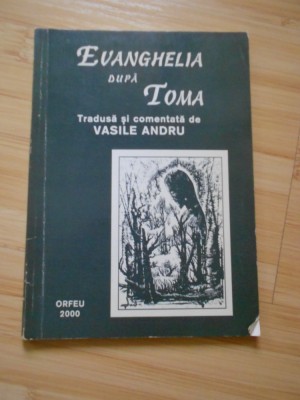 EVANGHELIA
DUPĂ
TOMA
Tradusă și comentată de
VASILE ANDRU
ORFEU
2000